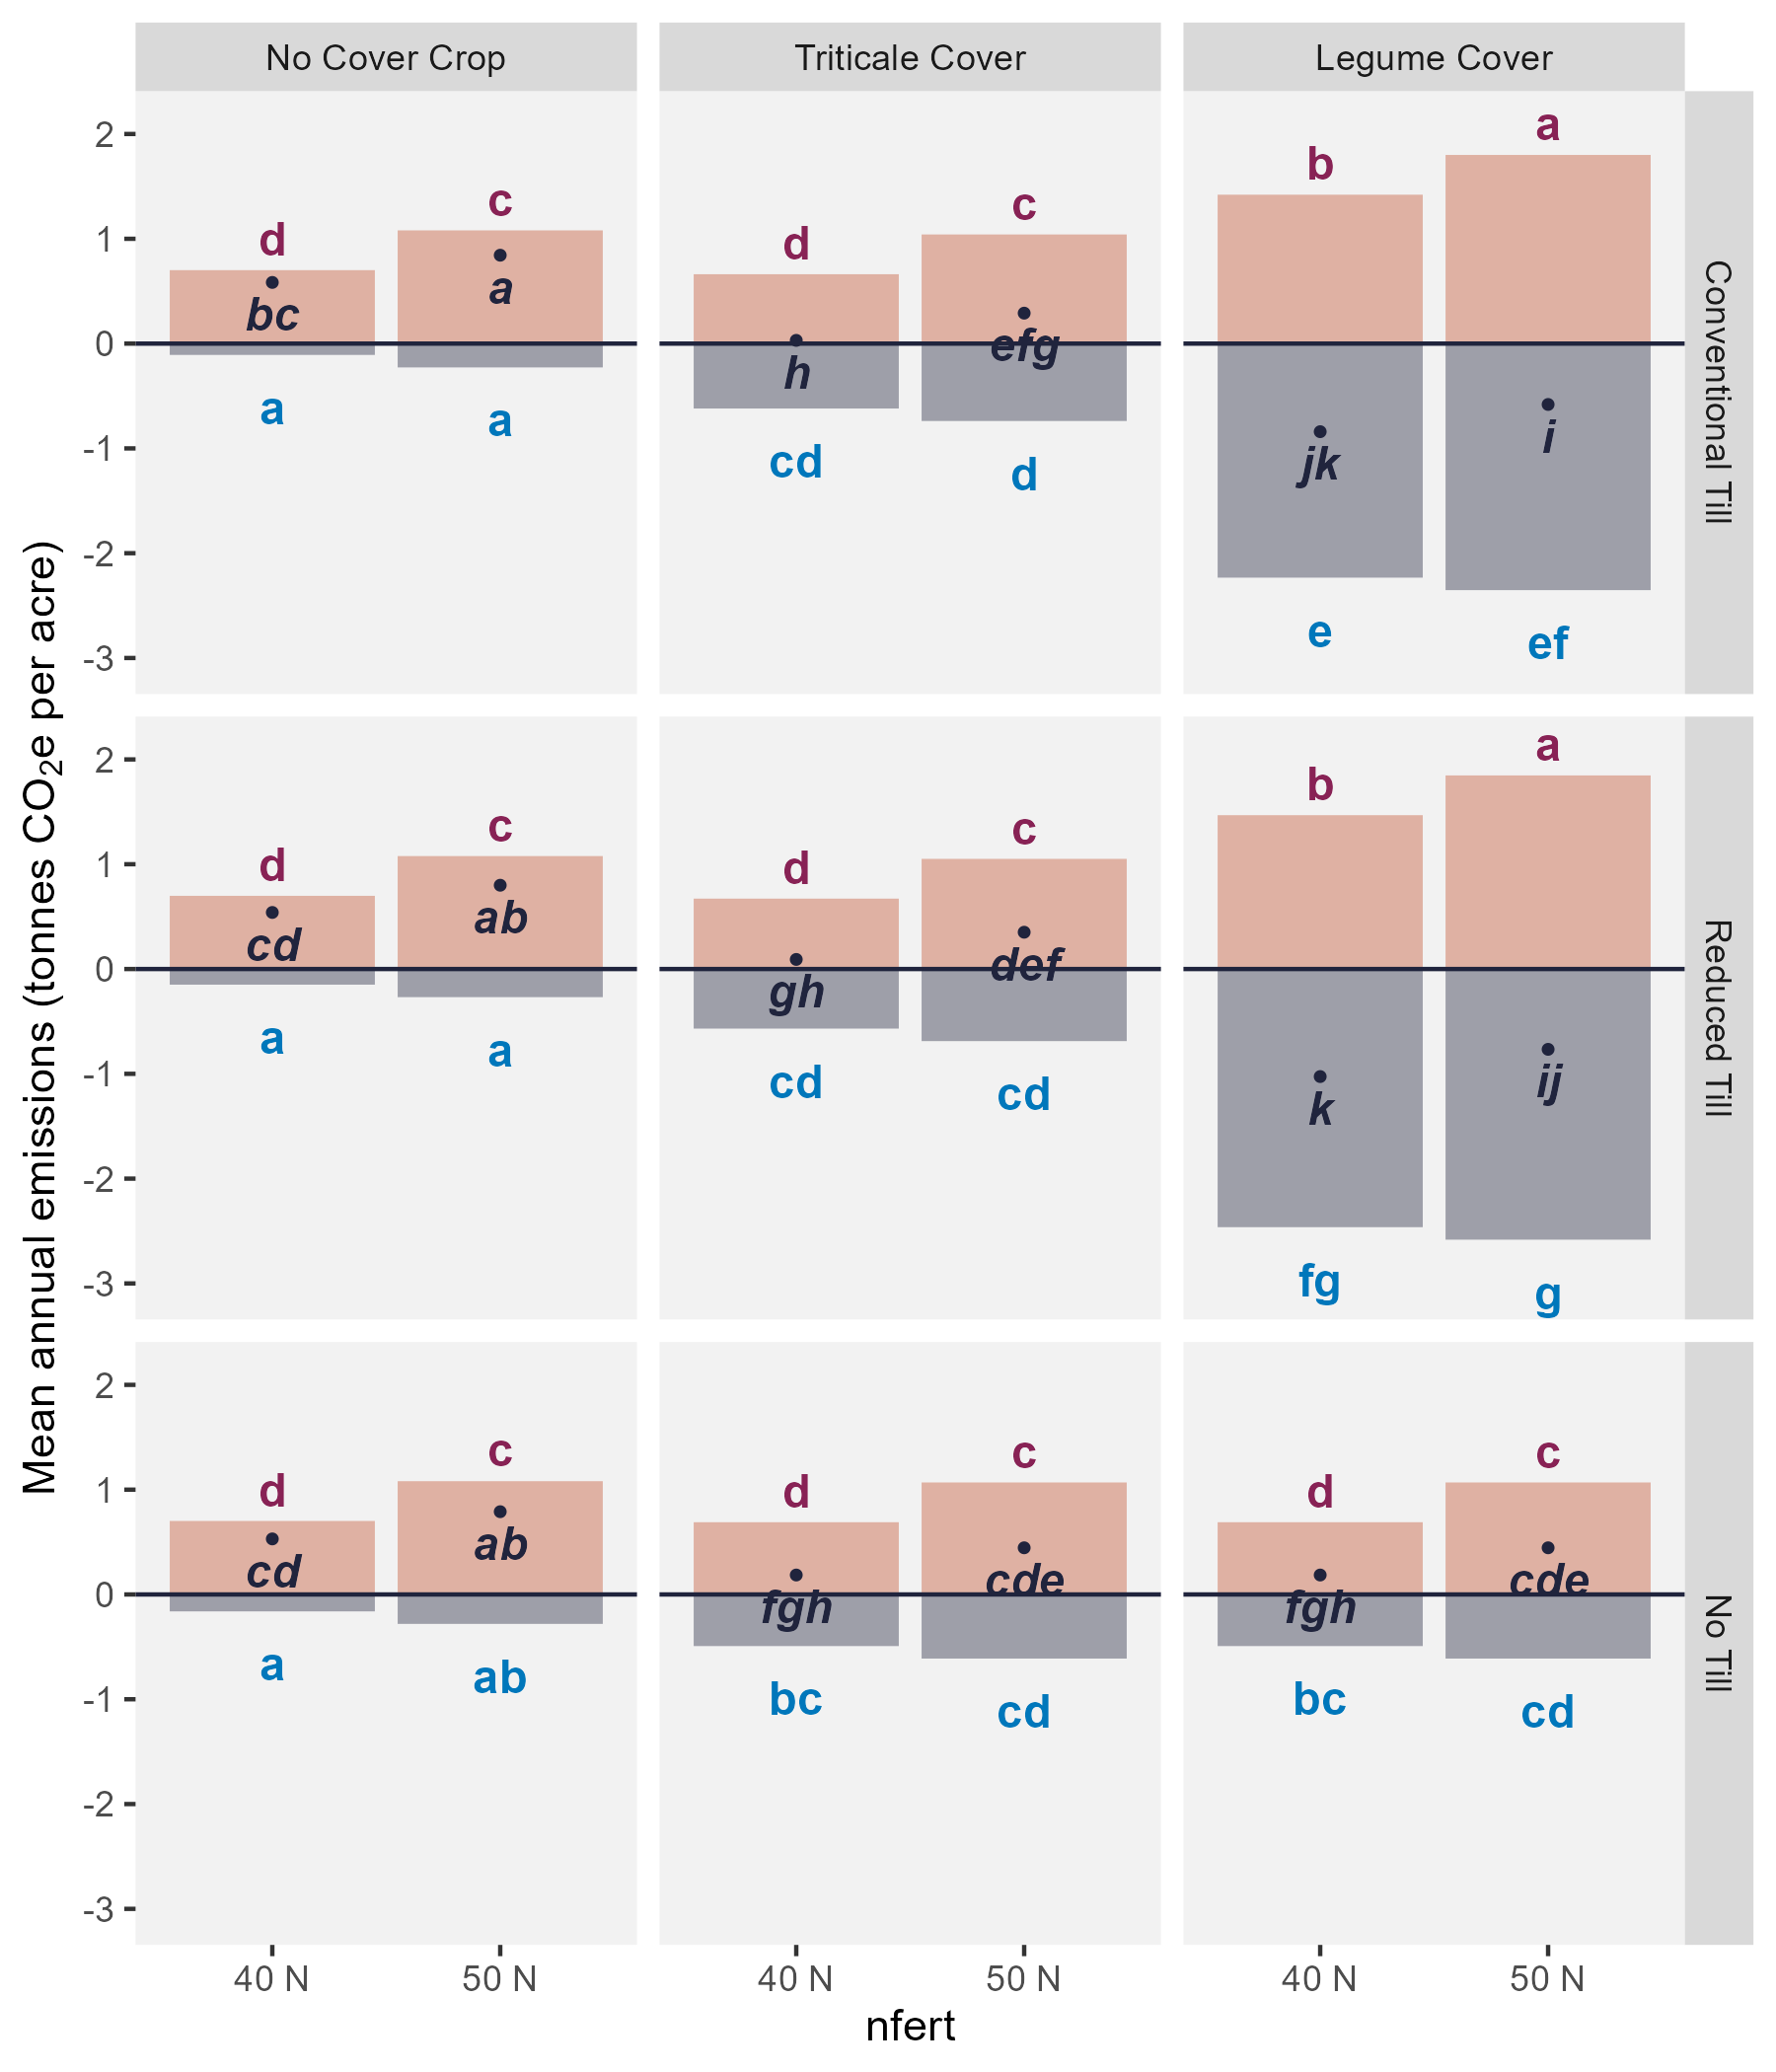 No Cover Crop Triticale Cover Legume Cover
Mean annual emissions (tonnes CO₂e per acre)
Conventional Till
2
1
0
-1
-2
-3
d c d c b a
bc a h efg jk i
a a cd d e ef
Reduced Till
2
1
0
-1
-2
-3
d c d c b a
cd ab gh def k ij
a a cd cd fg g
No Till
2
1
0
-1
-2
-3
d c d c d c
cd ab fgh cde fgh cde
a ab bc cd bc cd
40 N 50 N 40 N 50 N 40 N 50 N
nfert